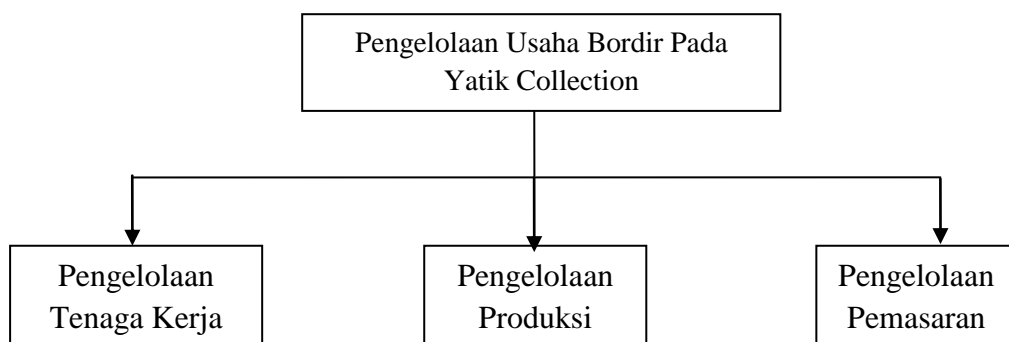 Pengelolaan Usaha Bordir Pada
Yatik Collection
Pengelolaan
Tenaga Kerja
Pengelolaan
Produksi
Pengelolaan
Pemasaran